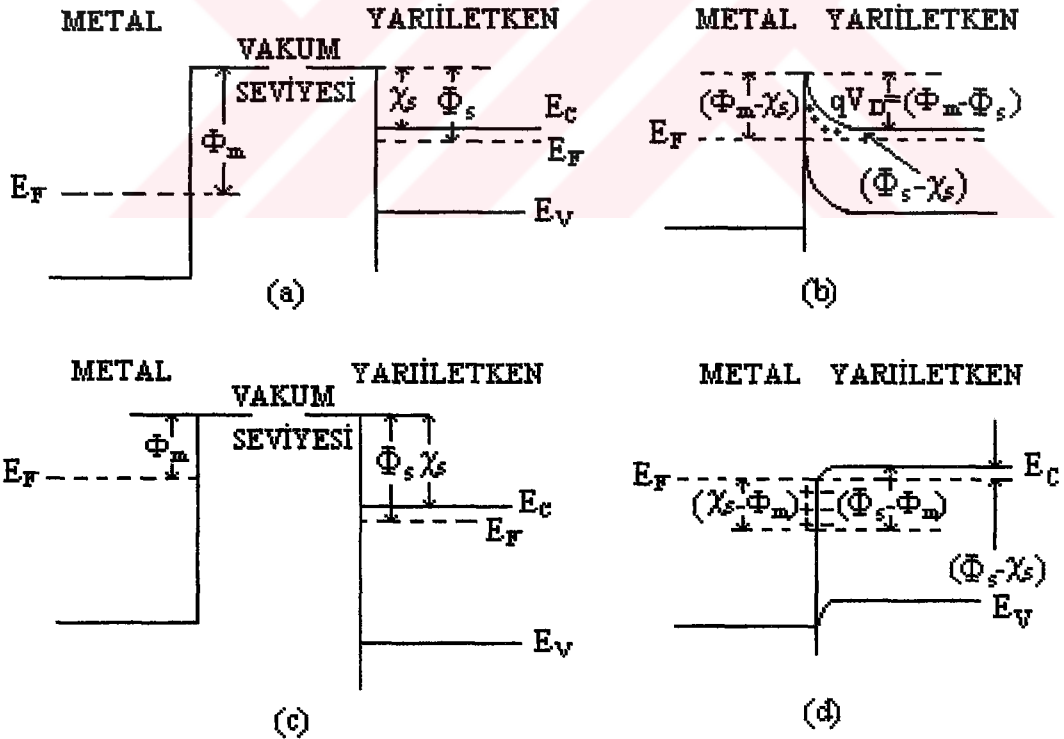 METAL YARIİLETKEN
VAKUM
SEVİYESİ
Φm
χs Φs
EC
EF
EF
EV
(a)
METAL YARIİLETKEN
(Φm-χs) qVD=(Φm-Φs)
EF
(Φs-χs)
(b)
METAL YARIİLETKEN
VAKUM
SEVİYESİ
Φm
Φs χs
EF
EC
EF
EV
(c)
METAL YARIİLETKEN
EF
EC
(χs-Φm) (Φs-Φm)
(Φs-χs)
EV
(d)